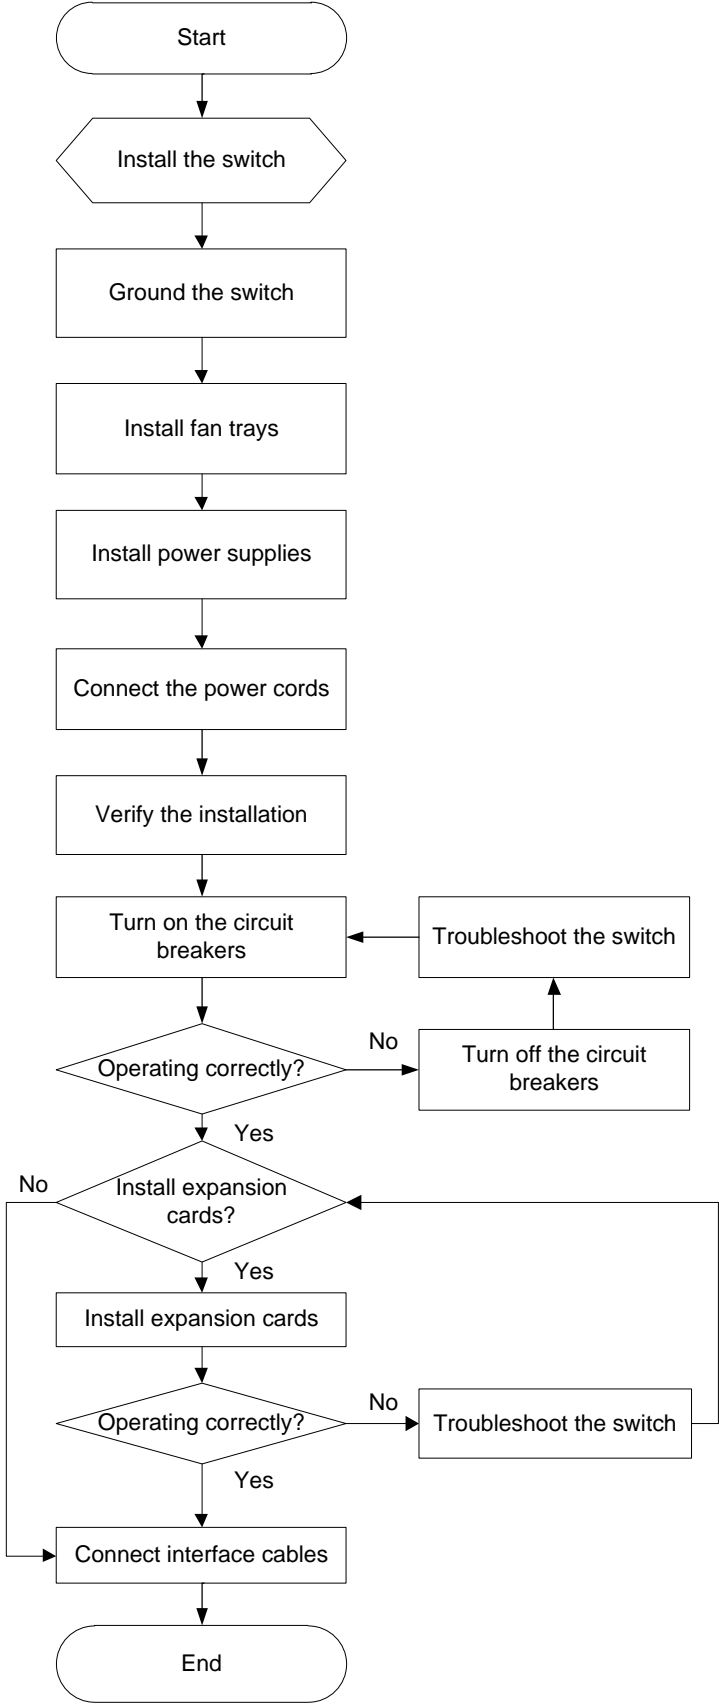 Start
Install the switch
Ground the switch
Install fan trays
Install power supplies
Connect the power cords
Verify the installation
Turn on the circuit
breakers
Troubleshoot the switch
Operating correctly?
No
Turn off the circuit
breakers
Yes
No
Install expansion
cards?
Yes
Install expansion cards
Operating correctly?
No
Troubleshoot the switch
Yes
Connect interface cables
End